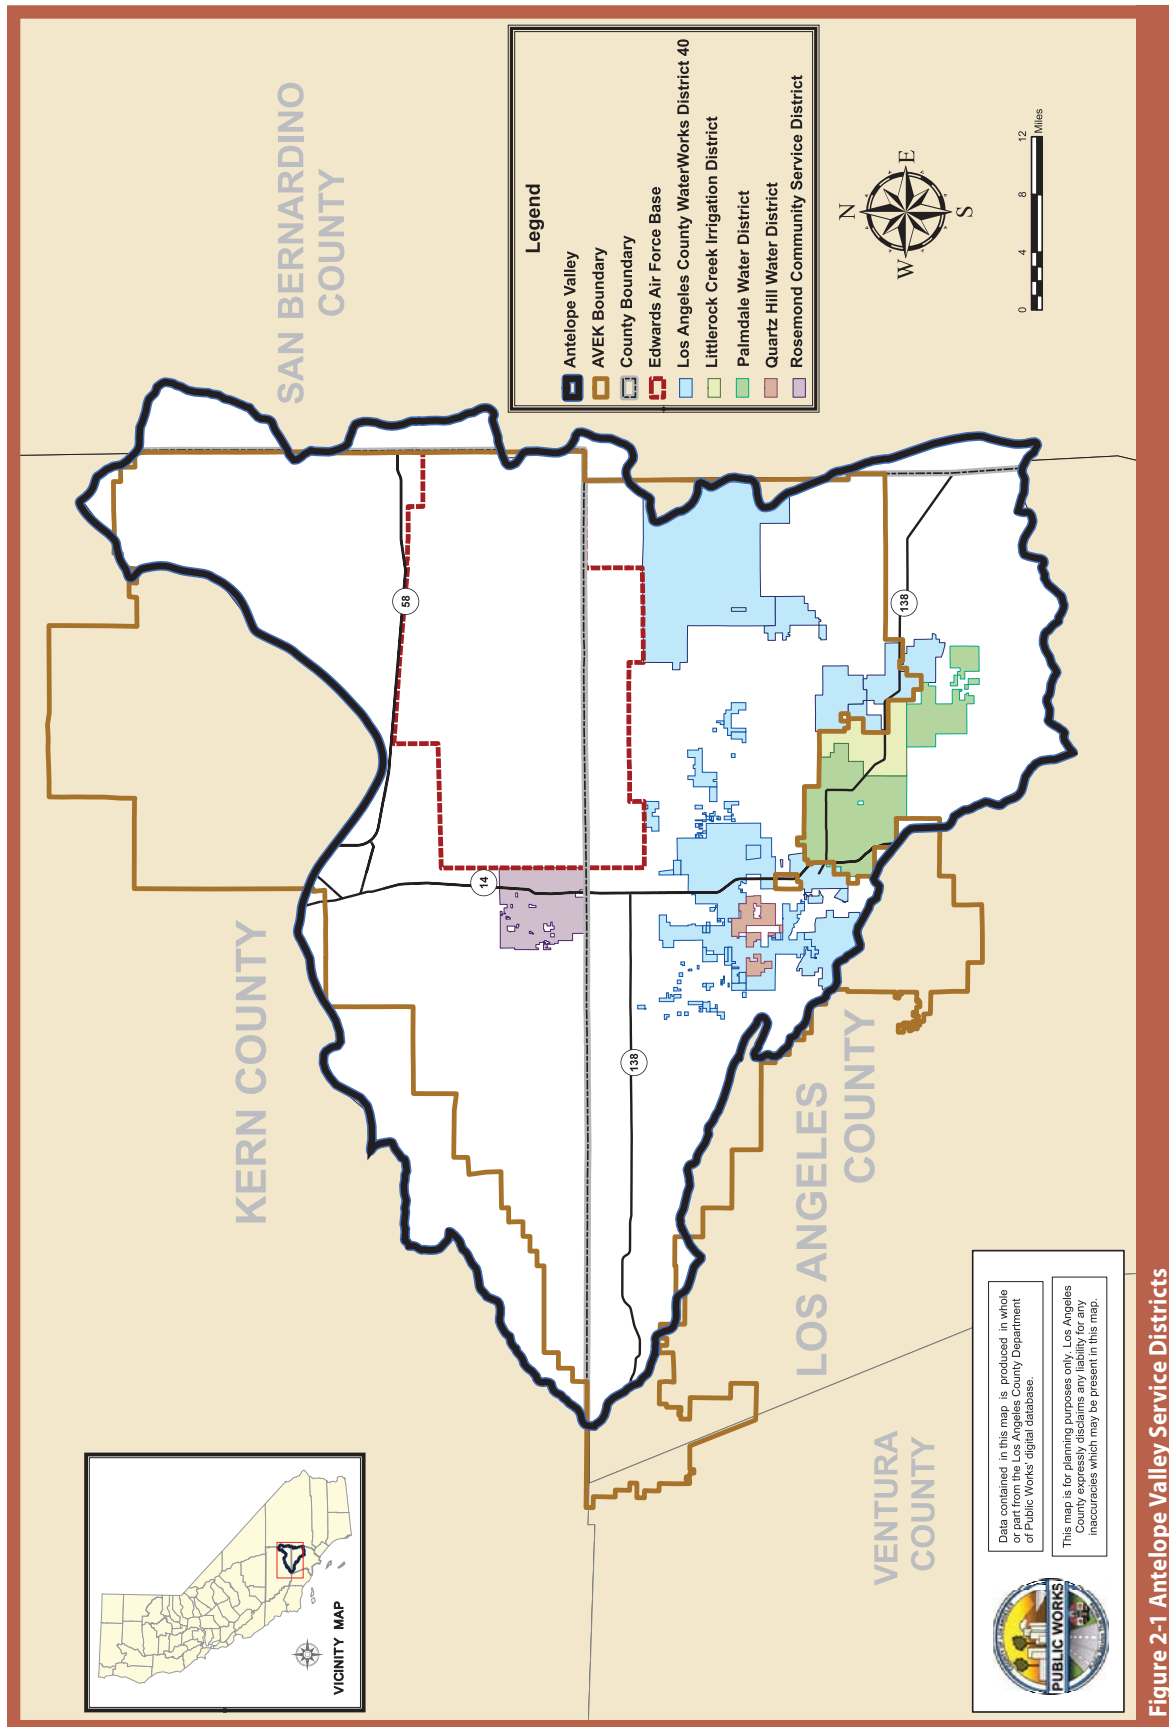 SAN BERNARDINO
COUNTY
KERN COUNTY
LOS ANGELES
COUNTY
VENTURA
COUNTY
58
14
138
138
Legend
Antelope Valley
AVEK Boundary
County Boundary
Edwards Air Force Base
Los Angeles County WaterWorks District 40
Littlerock Creek Irrigation District
Palmdale Water District
Quartz Hill Water District
Rosemond Community Service District
N
W
E
S
0 4 8 12
Miles
VICINITY MAP
PUBLIC WORKS
Data contained in this map is produced in whole
or part from the Los Angeles County Department
of Public Works' digital database.
This map is for planning purposes only. Los Angeles
County expressly disclaims any liability for any
inaccuracies which may be present in this map.
Figure 2-1 Antelope Valley Service Districts